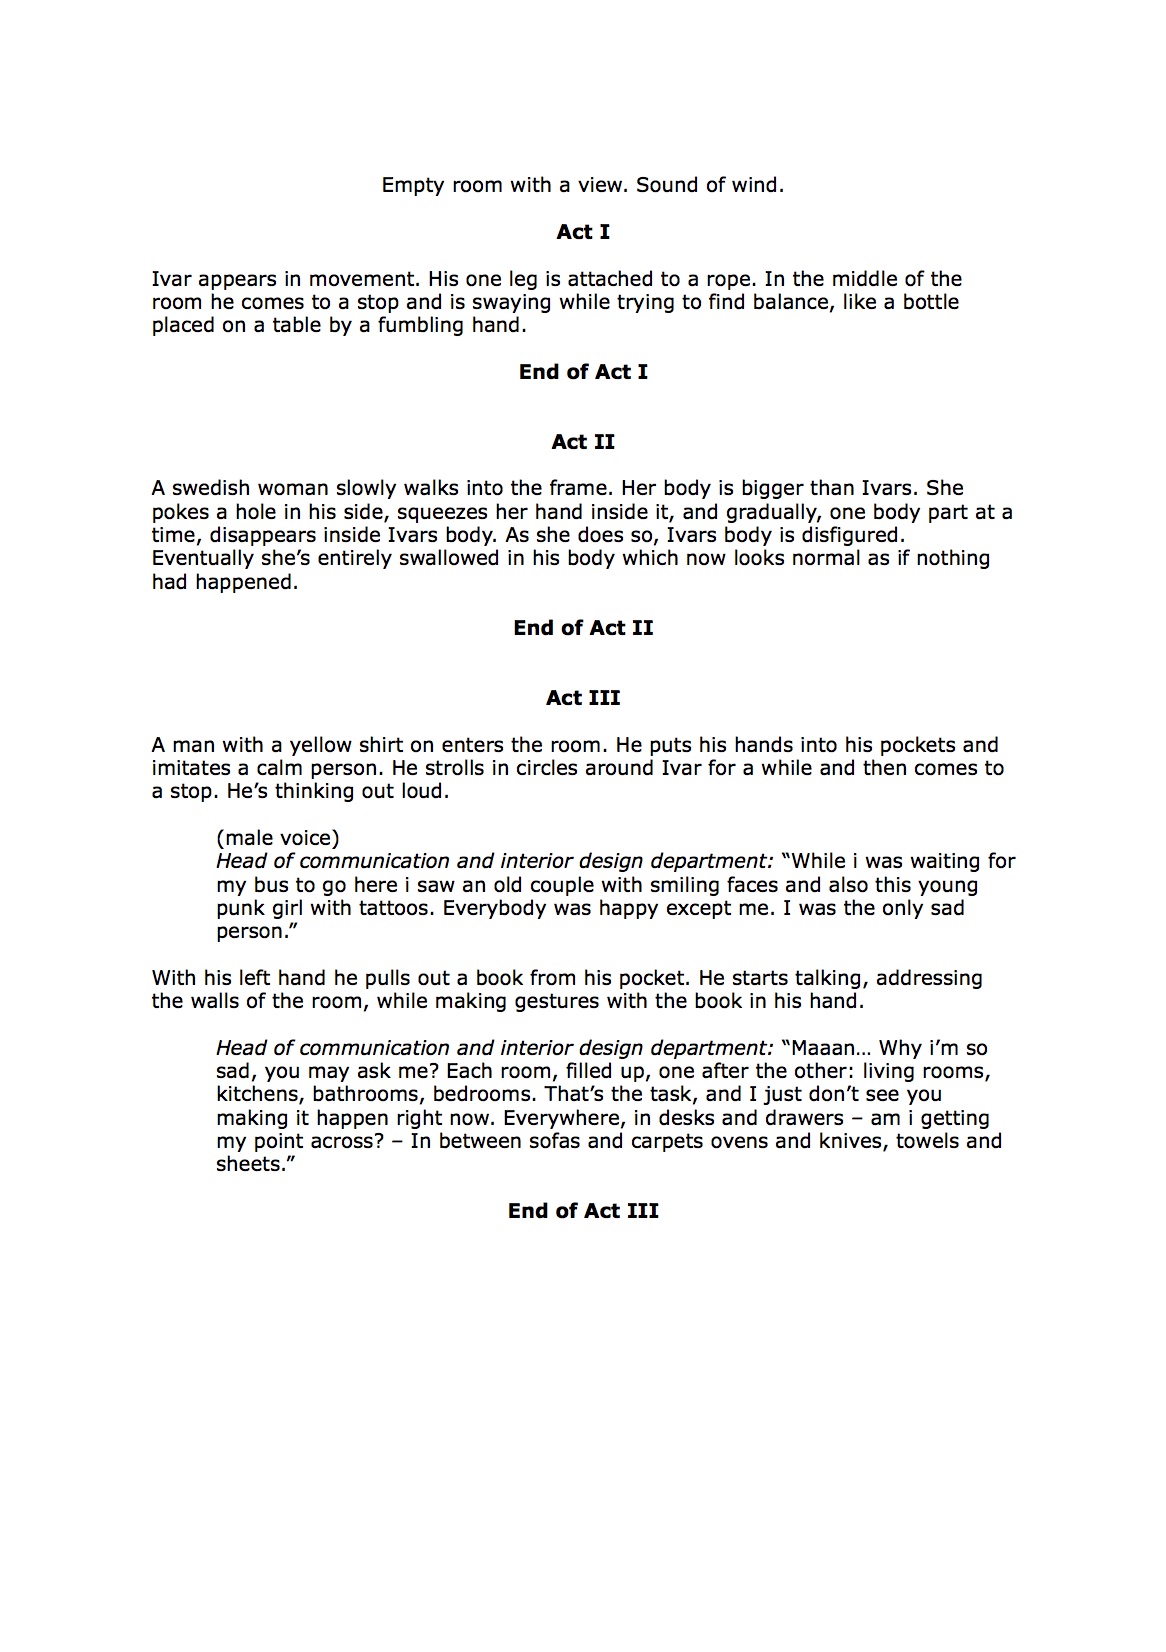 Empty room with a view. Sound of wind.
Act I
Ivar appears in movement. His one leg is attached to a rope. In the middle of the
room he comes to a stop and is swaying while trying to find balance, like a bottle
placed on a table by a fumbling hand.
End of Act I
Act II
A swedish woman slowly walks into the frame. Her body is bigger than Ivars. She
pokes a hole in his side, squeezes her hand inside it, and gradually, one body part at a
time, disappears inside Ivars body. As she does so, Ivars body is disfigured.
Eventually she’s entirely swallowed in his body which now looks normal as if nothing
had happened.
End of Act II
Act III
A man with a yellow shirt on enters the room. He puts his hands into his pockets and
imitates a calm person. He strolls in circles around Ivar for a while and then comes to
a stop. He’s thinking out loud.
(male voice)
Head of communication and interior design department: “While i was waiting for
my bus to go here i saw an old couple with smiling faces and also this young
punk girl with tattoos. Everybody was happy except me. I was the only sad
person.”
With his left hand he pulls out a book from his pocket. He starts talking, addressing
the walls of the room, while making gestures with the book in his hand.
Head of communication and interior design department: “Maaan… Why i’m so
sad, you may ask me? Each room, filled up, one after the other: living rooms,
kitchens, bathrooms, bedrooms. That’s the task, and I just don’t see you
making it happen right now. Everywhere, in desks and drawers – am i getting
my point across? – In between sofas and carpets ovens and knives, towels and
sheets.”
End of Act III